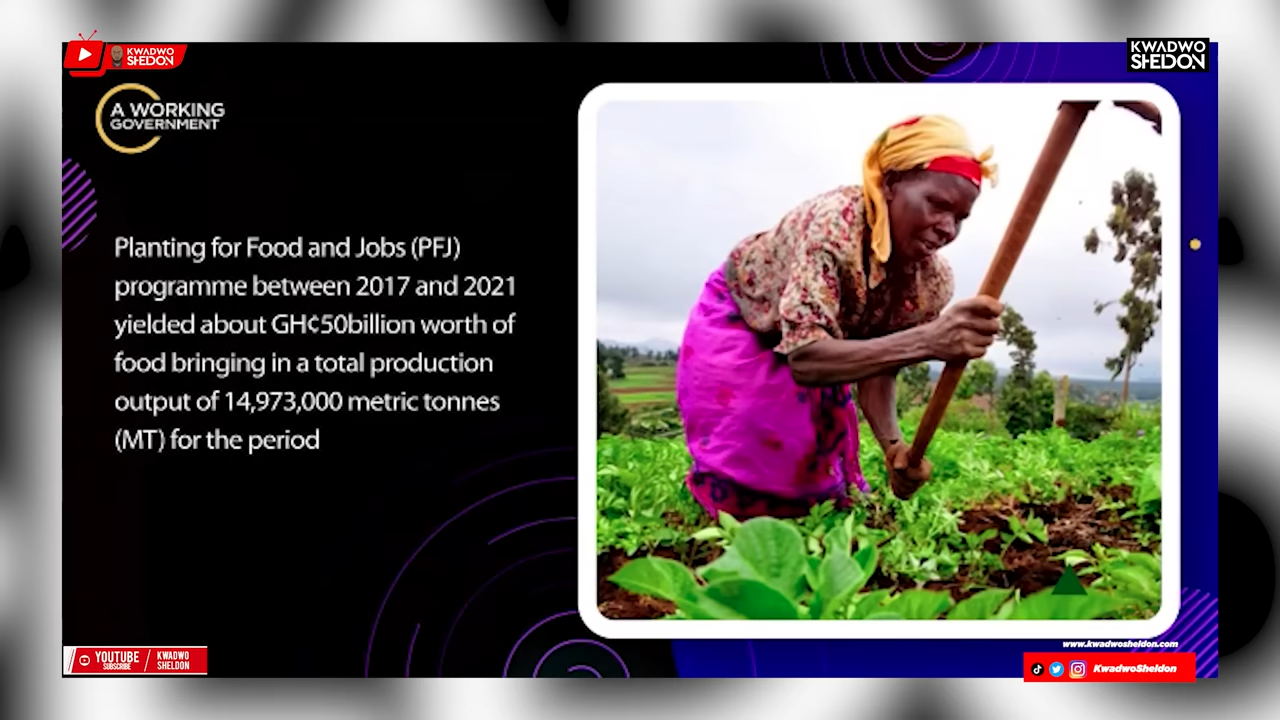 KWADWO
SHELDON
KWADWO
SHELDON
A WORKING
GOVERNMENT
Planting for Food and Jobs (PFJ)
programme between 2017 and 2021
yielded about GH¢50billion worth of
food bringing in a total production
output of 14,973,000 metric tonnes
(MT) for the period
www.kwadwosheldon.com
YOUTUBE
SUBSCRIBE
KWADWO
SHELDON
KwadwoSheldon